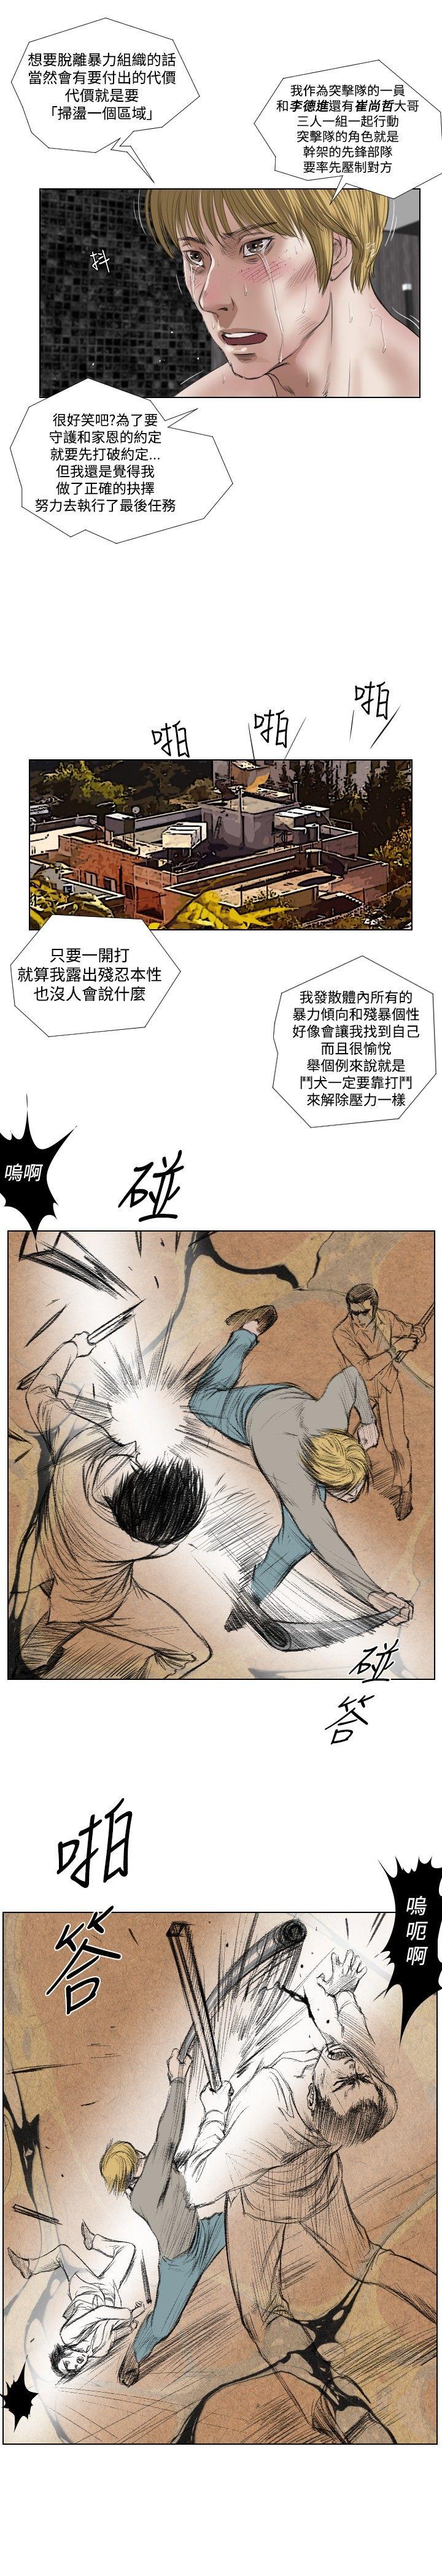 想要脫離暴力組織的話
當然會有要付出的代價
代價就是要
「掃盪一個區域」
我作為突擊隊的一員
和李德進還有崔尚哲大哥
三人一組一起行動
突擊隊的角色就是
幹架的先鋒部隊
要率先壓制對方
抖
很好笑吧?為了要
守護和家恩的約定
就要先打破約定...
但我還是覺得我
做了正確的抉擇
努力去執行了最後任務
啪
啪
啪
只要一開打
就算我露出殘忍本性
也沒人會說什麼
我發散體內所有的
暴力傾向和殘暴個性
好像會讓我找到自己
而且很愉悅
舉個例來說就是
鬥犬一定要靠打鬥
來解除壓力一樣
嗚啊
碰
碰
答
啪
答
嗚呃啊